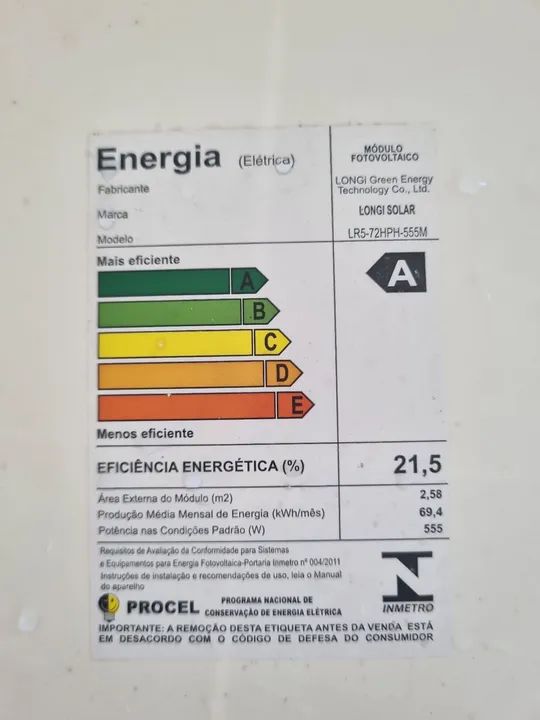 Energia (Elétrica)
MÓDULO
FOTOVOLTAICO
Fabricante
LONGi Green Energy
Technology Co., Ltd.
Marca
LONGI SOLAR
Modelo
LR5-72HPH-555M
Mais eficiente
A
A
B
C
D
E
Menos eficiente
EFICIÊNCIA ENERGÉTICA (%)
21,5
Área Externa do Módulo (m2)
2,58
Produção Média Mensal de Energia (kWh/mês)
69,4
Potência nas Condições Padrão (W)
555
Requisitos de Avaliação da Conformidade para Sistemas
e Equipamentos para Energia Fotovoltaica-Portaria Inmetro nº 004/2011
Instruções de instalação e recomendações de uso, leia o Manual
do aparelho
PROCEL
PROGRAMA NACIONAL DE
CONSERVAÇÃO DE ENERGIA ELÉTRICA
INMETRO
IMPORTANTE: A REMOÇÃO DESTA ETIQUETA ANTES DA VENDA ESTÁ
EM DESACORDO COM O CÓDIGO DE DEFESA DO CONSUMIDOR